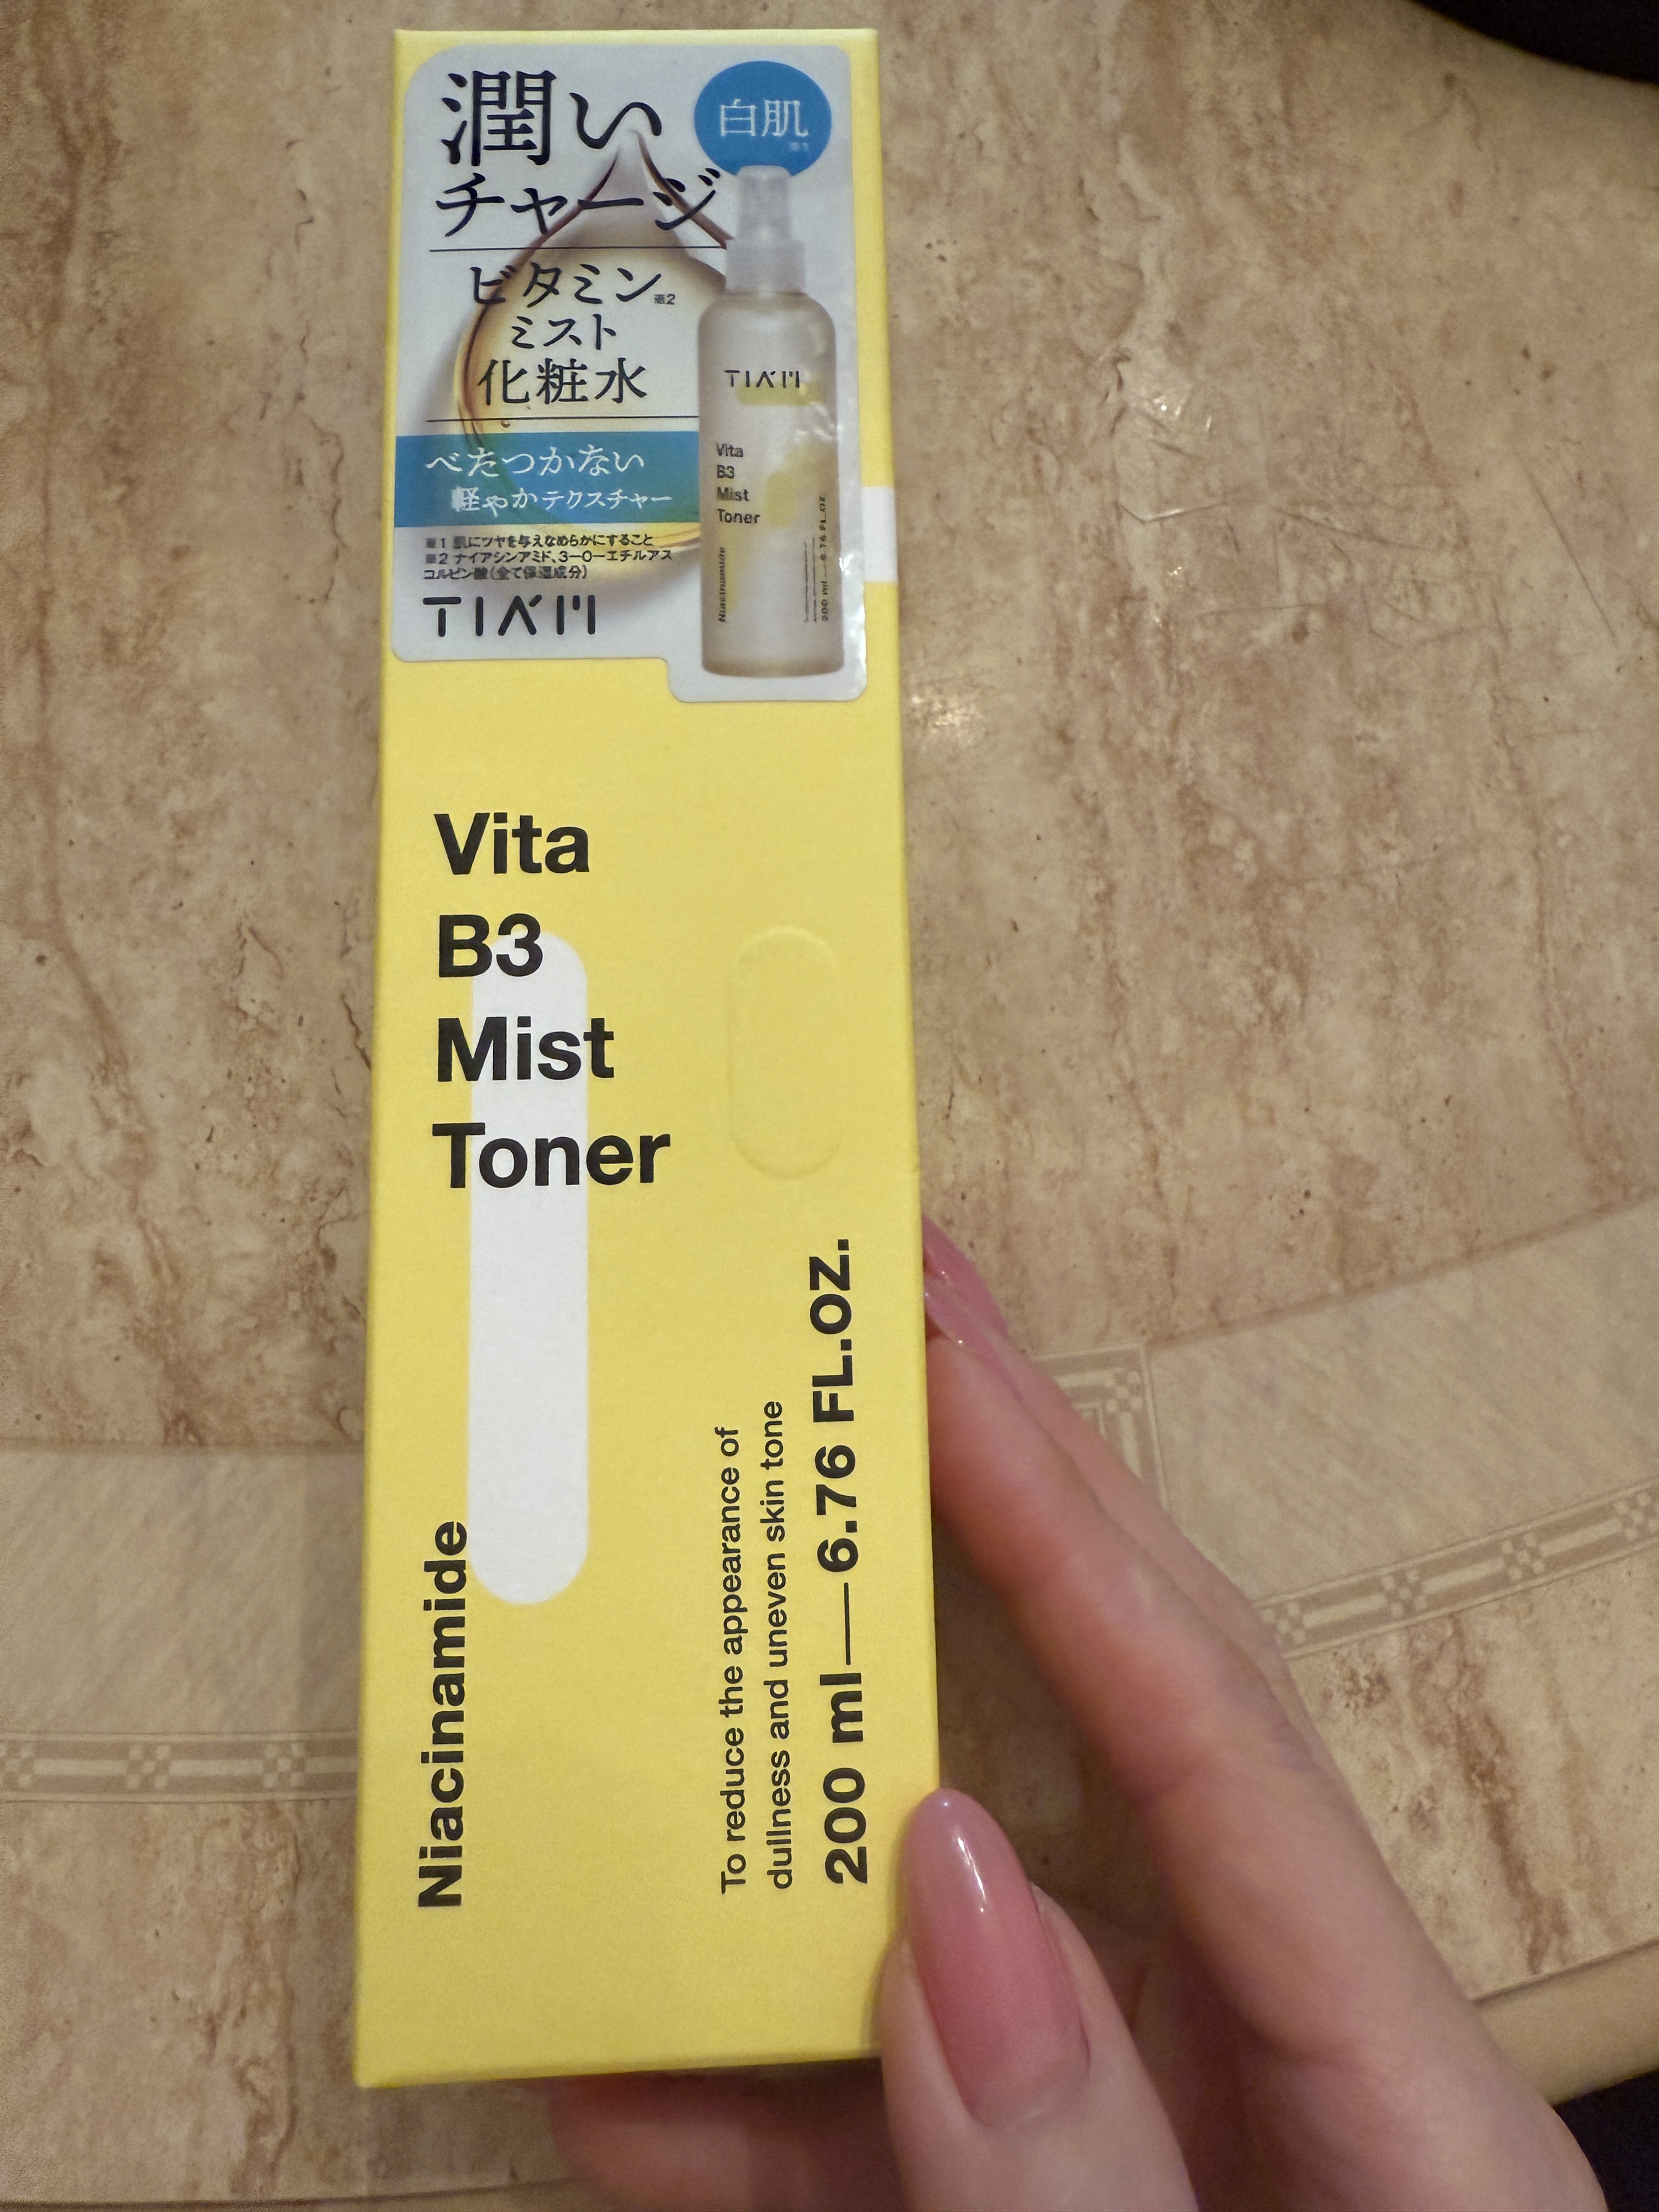 潤い
チャージ
白肌
※1
ビタミン※2
ミスト
化粧水
べたつかない
軽やかテクスチャー
※1 肌にツヤを与えなめらかにすること
※2 ナイアシンアミド、3-O-エチルアス
コルビン酸(全て保湿成分)
TIA'M
TIA'M
Vita
B3
Mist
Toner
Niacinamide
200 ml—6.76 FL.OZ
Vita
B3
Mist
Toner
Niacinamide
To reduce the appearance of
dullness and uneven skin tone
200 ml—6.76 FL.OZ.